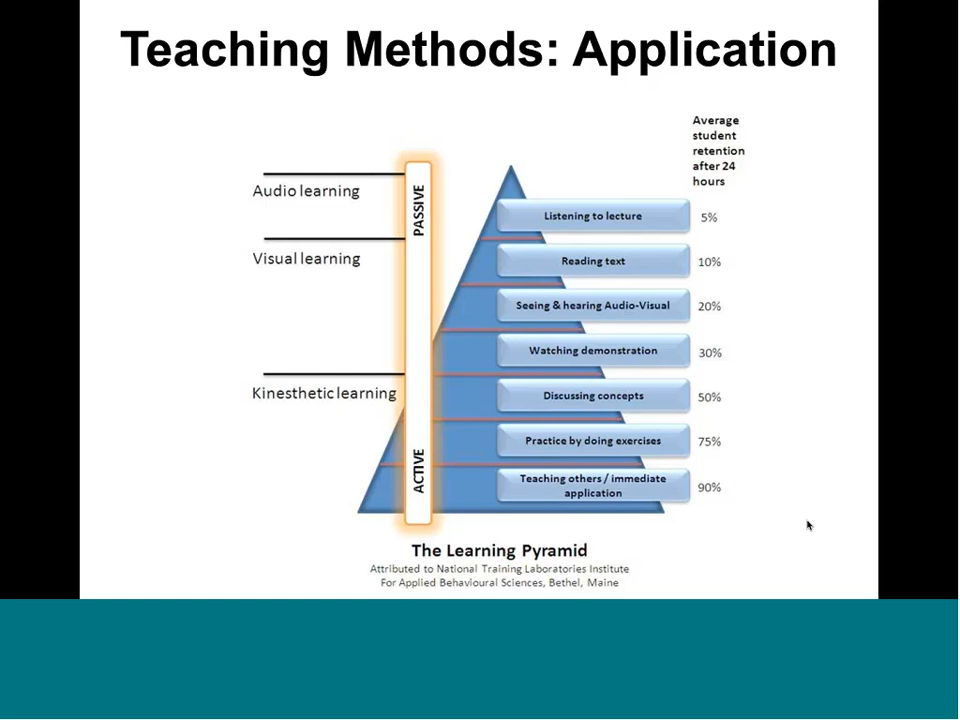 Teaching Methods: Application
Average
student
retention
after 24
hours
Audio learning
Visual learning
Kinesthetic learning
PASSIVE
ACTIVE
Listening to lecture 5%
Reading text 10%
Seeing & hearing Audio-Visual 20%
Watching demonstration 30%
Discussing concepts 50%
Practice by doing exercises 75%
Teaching others / immediate
application 90%
The Learning Pyramid
Attributed to National Training Laboratories Institute
For Applied Behavioural Sciences, Bethel, Maine